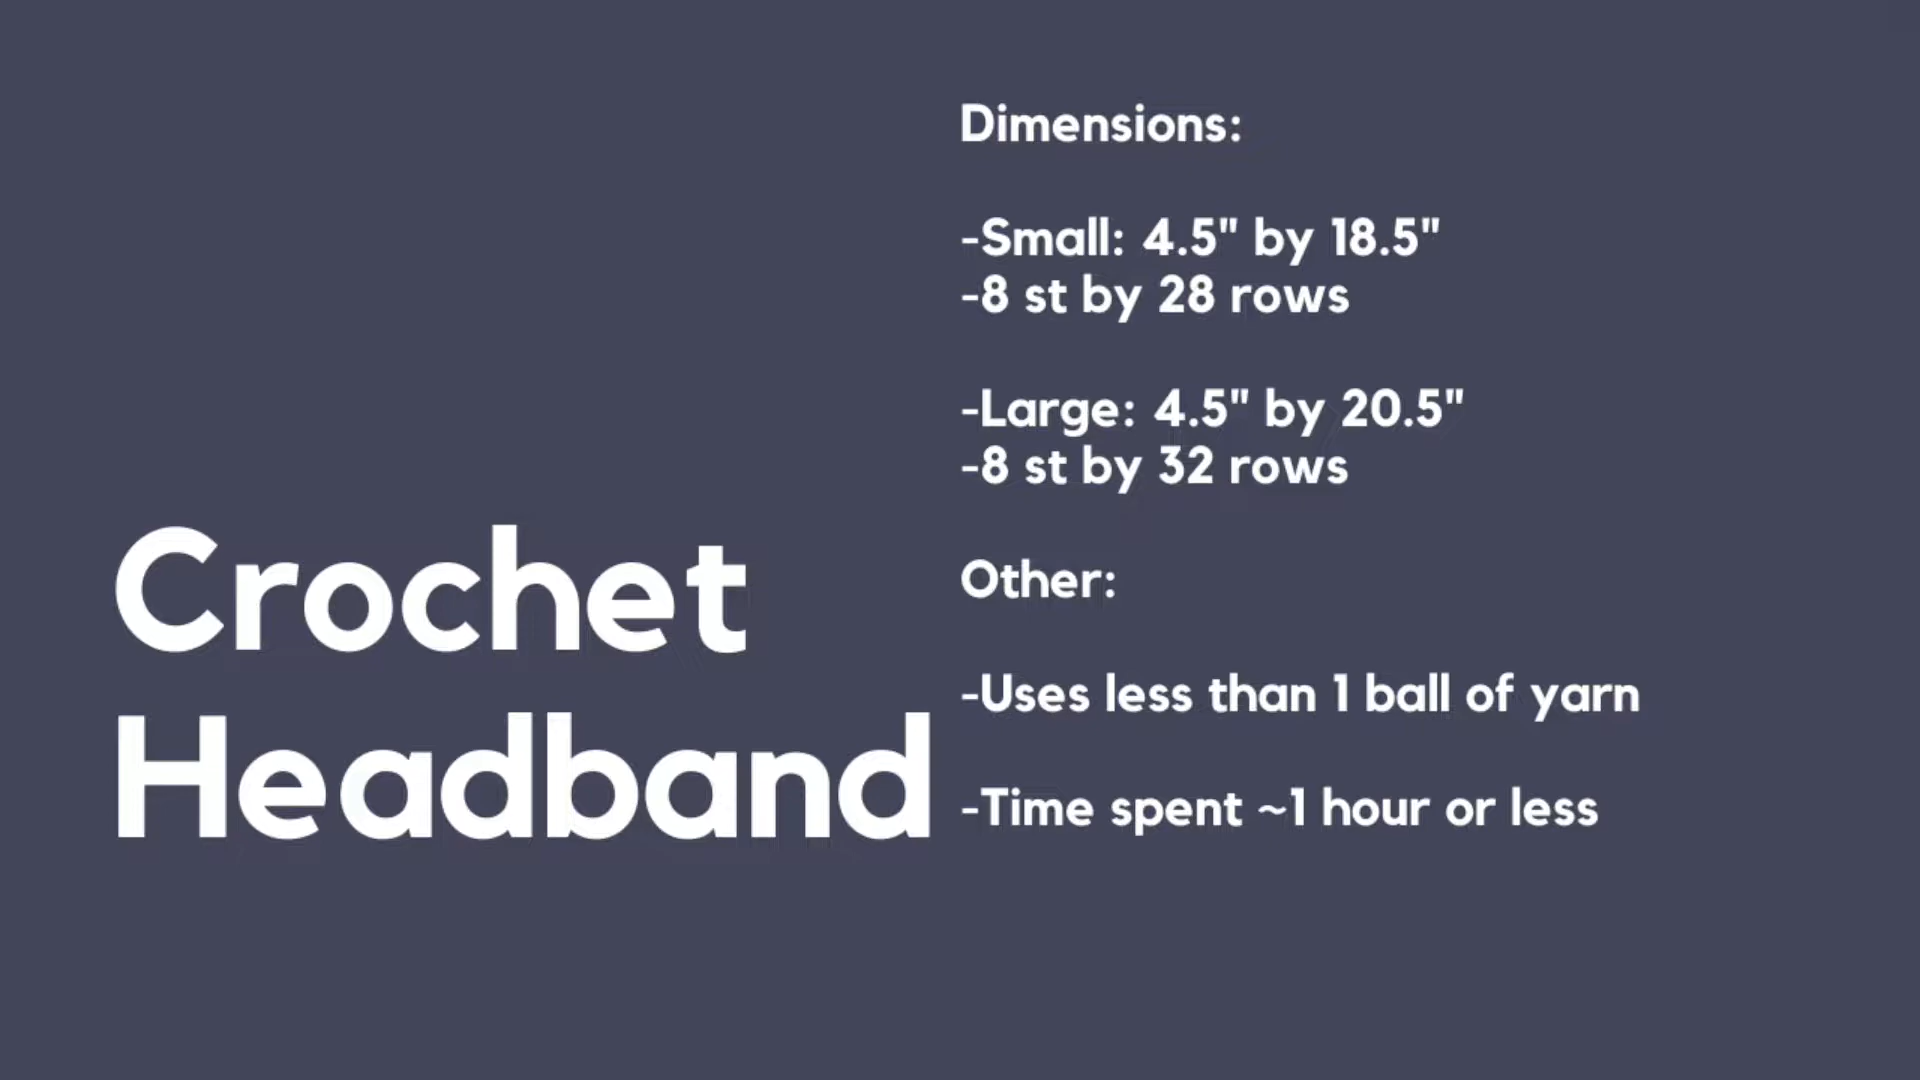 Crochet
Headband
Dimensions:
-Small: 4.5" by 18.5"
-8 st by 28 rows
-Large: 4.5" by 20.5"
-8 st by 32 rows
Other:
-Uses less than 1 ball of yarn
-Time spent ~1 hour or less